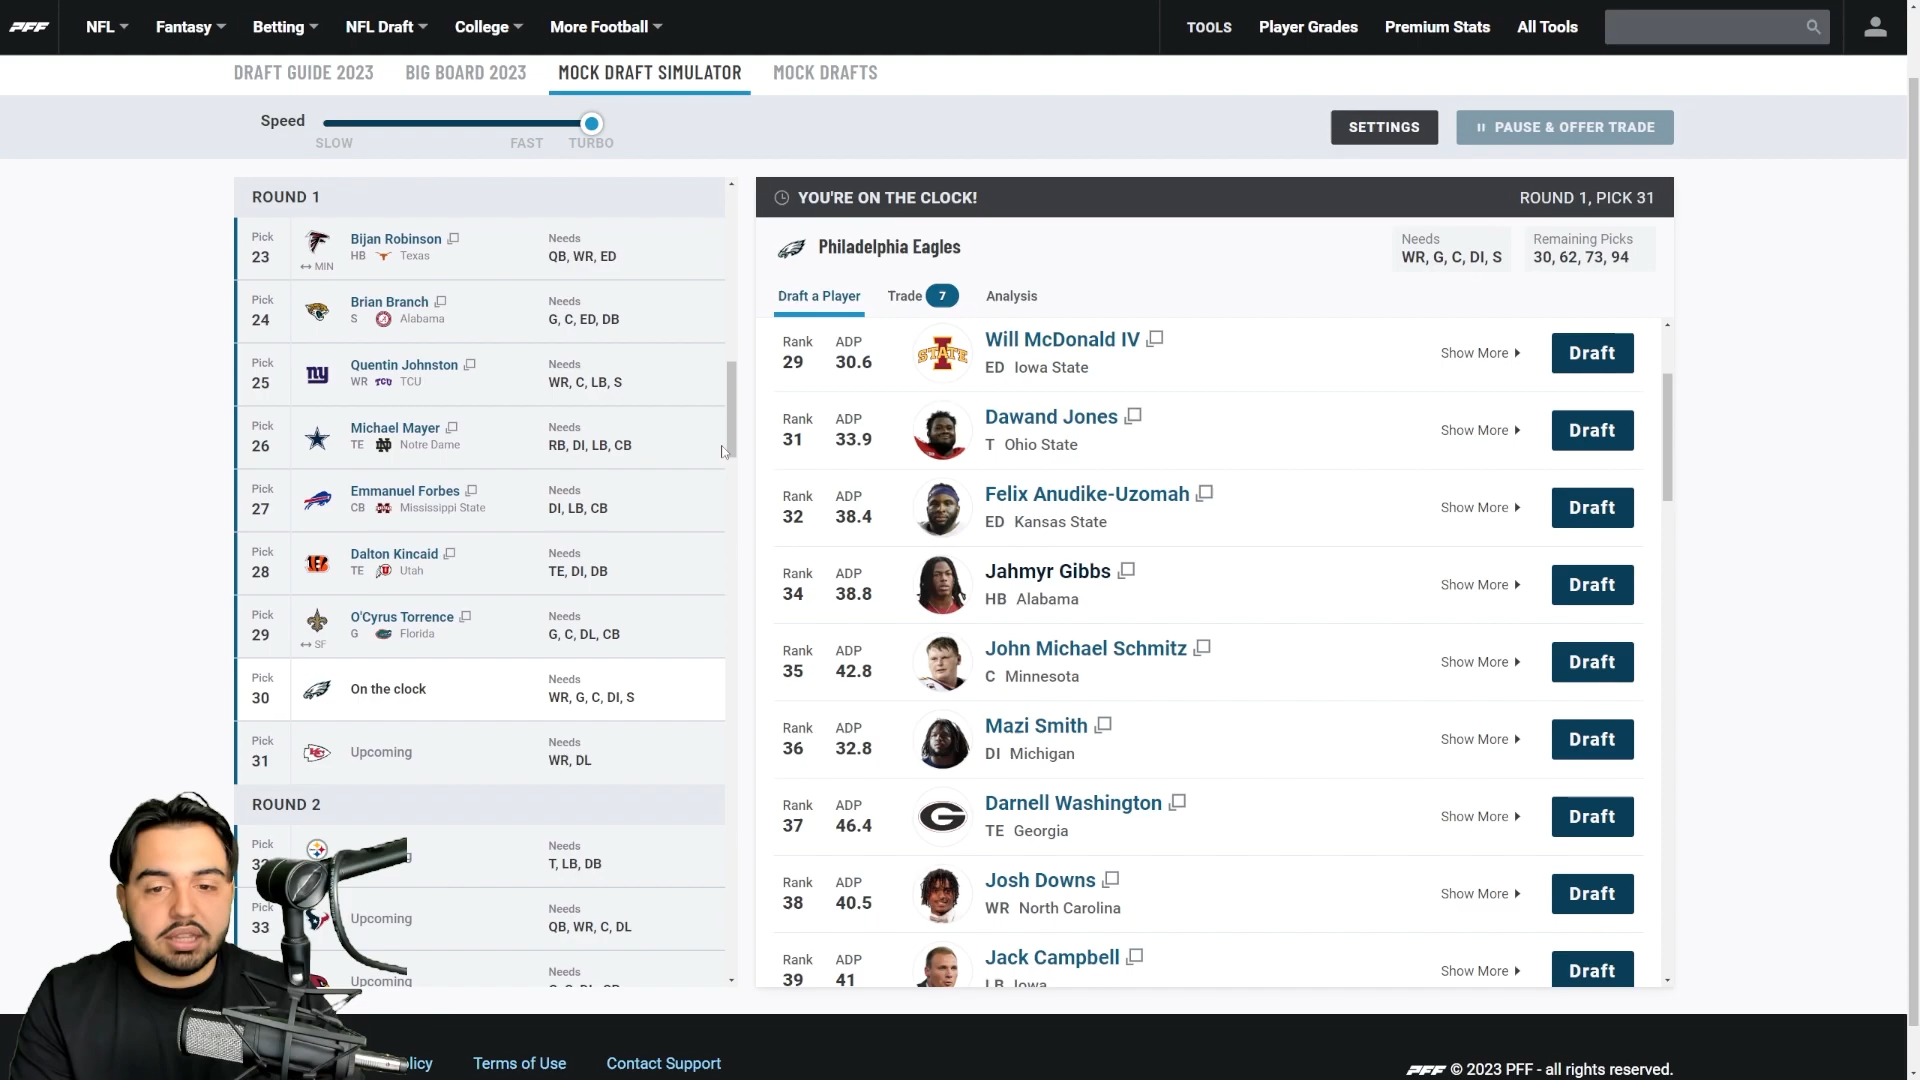 PFF
NFL
Fantasy
Betting
NFL Draft
College
More Football
TOOLS
Player Grades
Premium Stats
All Tools
DRAFT GUIDE 2023
BIG BOARD 2023
MOCK DRAFT SIMULATOR
MOCK DRAFTS
Speed
SLOW
FAST
TURBO
SETTINGS
PAUSE & OFFER TRADE
ROUND 1
Pick
23
MIN
Bijan Robinson
HB Texas
Needs
QB, WR, ED
Pick
24
Brian Branch
S Alabama
Needs
G, C, ED, DB
Pick
25
ny
Quentin Johnston
WR TCU TCU
Needs
WR, C, LB, S
Pick
26
Michael Mayer
TE Notre Dame
Needs
RB, DI, LB, CB
Pick
27
Emmanuel Forbes
CB Mississippi State
Needs
DI, LB, CB
Pick
28
Dalton Kincaid
TE Utah
Needs
TE, DI, DB
Pick
29
SF
O'Cyrus Torrence
G Florida
Needs
G, C, DL, CB
Pick
30
On the clock
Needs
WR, G, C, DI, S
Pick
31
Upcoming
Needs
WR, DL
ROUND 2
Pick
Needs
T, LB, DB
Pick
33
Upcoming
Needs
QB, WR, C, DL
Upcoming
Needs
YOU'RE ON THE CLOCK!
ROUND 1, PICK 31
Philadelphia Eagles
Needs
WR, G, C, DI, S
Remaining Picks
30, 62, 73, 94
Draft a Player
Trade 7
Analysis
Rank ADP
29 30.6
STATE
Will McDonald IV
ED Iowa State
Show More
Draft
Rank ADP
31 33.9
Dawand Jones
T Ohio State
Show More
Draft
Rank ADP
32 38.4
Felix Anudike-Uzomah
ED Kansas State
Show More
Draft
Rank ADP
34 38.8
Jahmyr Gibbs
HB Alabama
Show More
Draft
Rank ADP
35 42.8
John Michael Schmitz
C Minnesota
Show More
Draft
Rank ADP
36 32.8
Mazi Smith
DI Michigan
Show More
Draft
Rank ADP
37 46.4
G
Darnell Washington
TE Georgia
Show More
Draft
Rank ADP
38 40.5
Josh Downs
WR North Carolina
Show More
Draft
Rank ADP
39 41
Jack Campbell
LB Iowa
Show More
Draft
Terms of Use
Contact Support
PFF © 2023 PFF - all rights reserved.